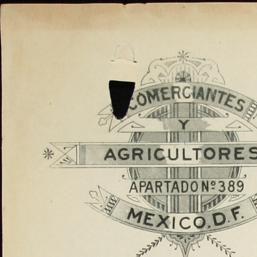 COMERCIANTES
Y
AGRICULTORES
APARTADO Nº 389
MEXICO, D.F.